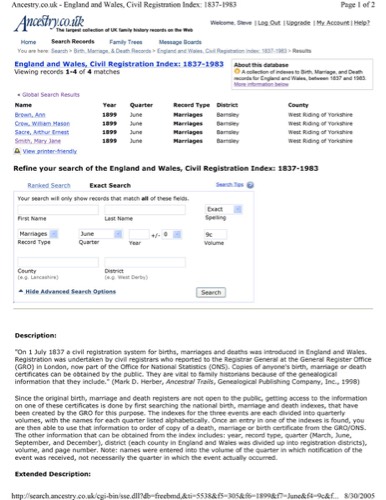 Ancestry.co.uk - England and Wales, Civil Registration Index: 1837-1983 Page 1 of 2
Ancestry.co.uk The largest collection of UK family history records on the Web
Welcome, Steve | Log Out | Upgrade | My Account | Help?
Home Search Records Family Trees Message Boards
You are here: Search > Birth, Marriage & Death Records > England and Wales, Civil Registration Index: 1837-1983 > Results
England and Wales, Civil Registration Index: 1837-1983
Viewing records 1-4 of 4 matches
About this database
A collection of indexes to Birth, Marriage, and Death records for England and Wales, between 1837 and 1983.
More information below
« Global Search Results
Name Year Quarter Record Type District County
Brown, Ann 1899 June Marriages Barnsley West Riding of Yorkshire
Crow, William Mason 1899 June Marriages Barnsley West Riding of Yorkshire
Sacre, Arthur Ernest 1899 June Marriages Barnsley West Riding of Yorkshire
Smith, Mary Jane 1899 June Marriages Barnsley West Riding of Yorkshire
View printer-friendly
Refine your search of the England and Wales, Civil Registration Index: 1837-1983
Ranked Search Exact Search Search Tips
Your search will only show records that match all of these fields.
Exact
First Name Last Name Spelling
Marriages June +/- 0 9c
Record Type Quarter Year Volume
County District
(e.g. Lancashire) (e.g. West Derby)
Hide Advanced Search Options Search
Description:
"On 1 July 1837 a civil registration system for births, marriages and deaths was introduced in England and Wales.
Registration was undertaken by civil registrars who reported to the Registrar General at the General Register Office
(GRO) in London, now part of the Office for National Statistics (ONS). Copies of anyone's birth, marriage or death
certificates can be obtained by the public. They are vital to family historians because of the genealogical
information that they include." (Mark D. Herber, Ancestral Trails, Genealogical Publishing Company, Inc., 1998)
Since the original birth, marriage and death registers are not open to the public, getting access to the information
on one of these certificates is done by first searching the national birth, marriage and death indexes, that have
been created by the GRO for this purpose. The indexes for the three events are each divided into quarterly
volumes, with the names for each quarter listed alphabetically. Once an entry in one of the indexes is found, you
are then able to use that information to order of copy of a death, marriage or birth certificate from the GRO/ONS.
The other information that can be obtained from the index includes: year, record type, quarter (March, June,
September, and December), district (each county in England and Wales was divided up into registration districts),
volume, and page number. Note: names were entered into the volume of the quarter in which notification of the
event was received, not necessarily the quarter in which the event actually occurred.
Extended Description:
http://search.ancestry.co.uk/cgi-bin/sse.dll?db=freebmd,&ti=5538&f5=305&f6=1899&f7=June&f4=9c&f... 8/30/2005